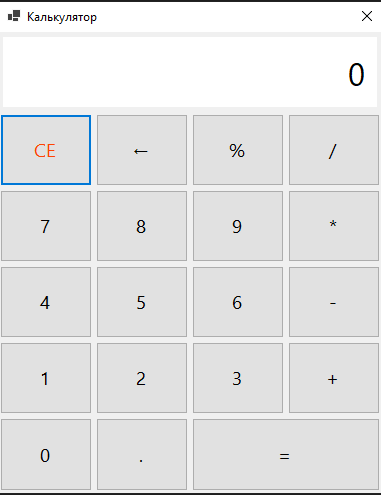 Калькулятор
0
CE ← % /
7 8 9 *
4 5 6 -
1 2 3 +
0 . =